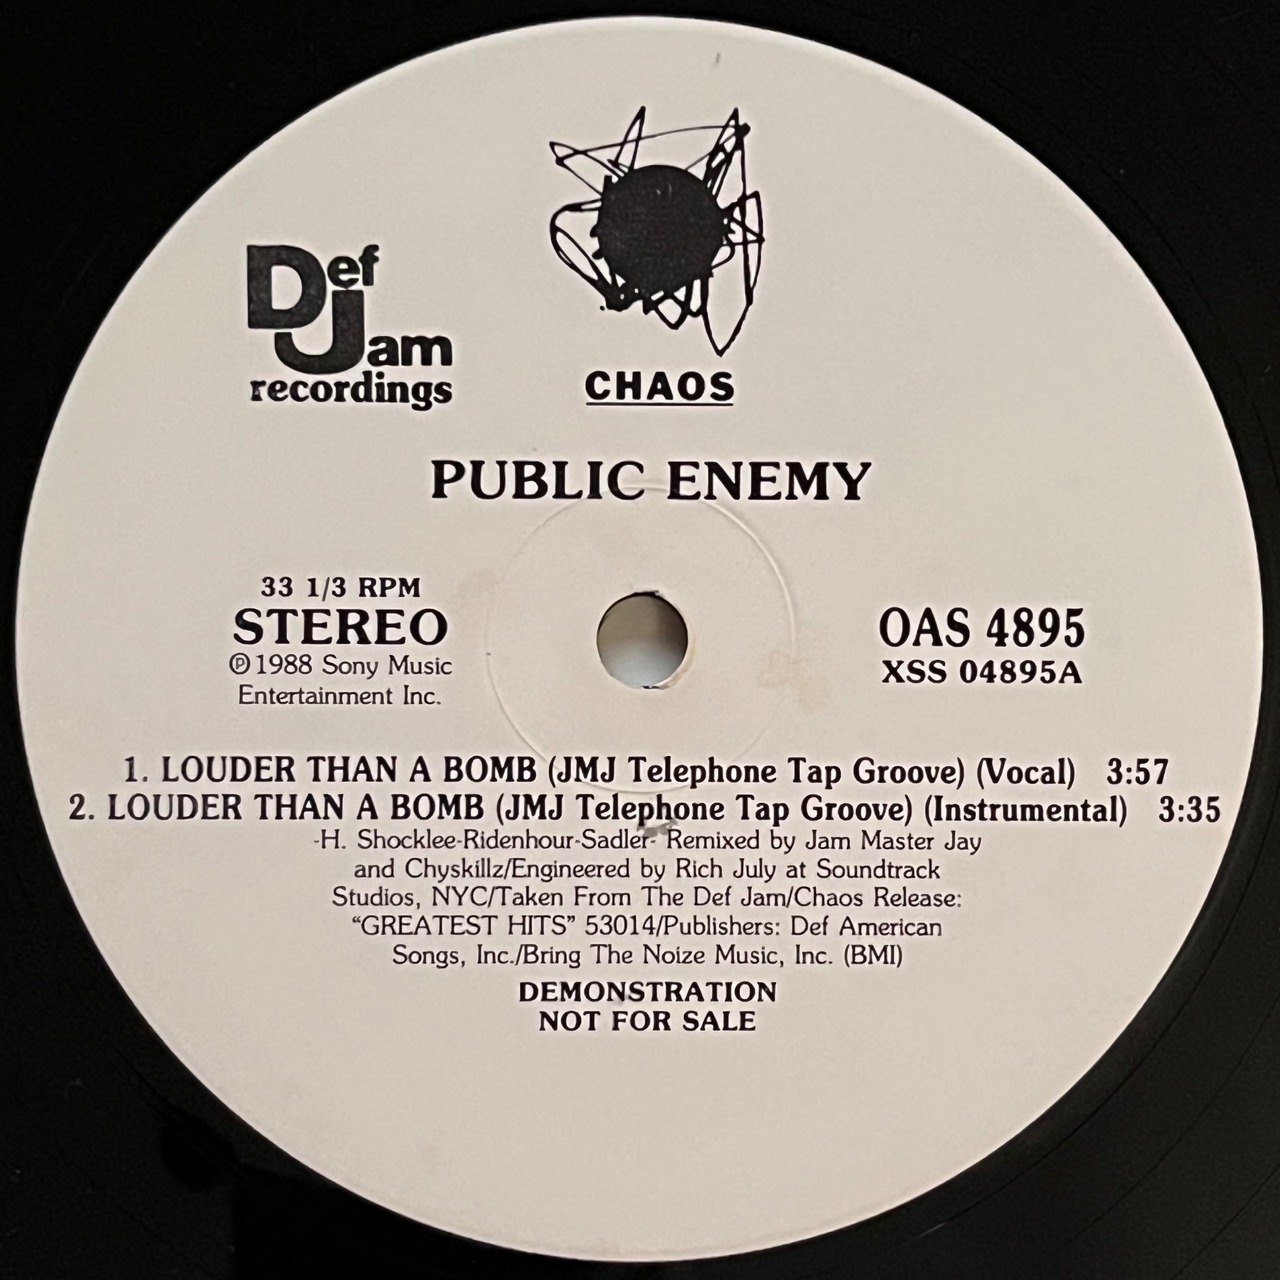 Def Jam
recordings
CHAOS
PUBLIC ENEMY
33 1/3 RPM
STEREO
℗1988 Sony Music
Entertainment Inc.
OAS 4895
XSS 04895A
1. LOUDER THAN A BOMB (JMJ Telephone Tap Groove) (Vocal) 3:57
2. LOUDER THAN A BOMB (JMJ Telephone Tap Groove) (Instrumental) 3:35
-H. Shocklee-Ridenhour-Sadler- Remixed by Jam Master Jay
and Chyskillz/Engineered by Rich July at Soundtrack
Studios, NYC/Taken From The Def Jam/Chaos Release:
“GREATEST HITS” 53014/Publishers: Def American
Songs, Inc./Bring The Noize Music, Inc. (BMI)
DEMONSTRATION
NOT FOR SALE